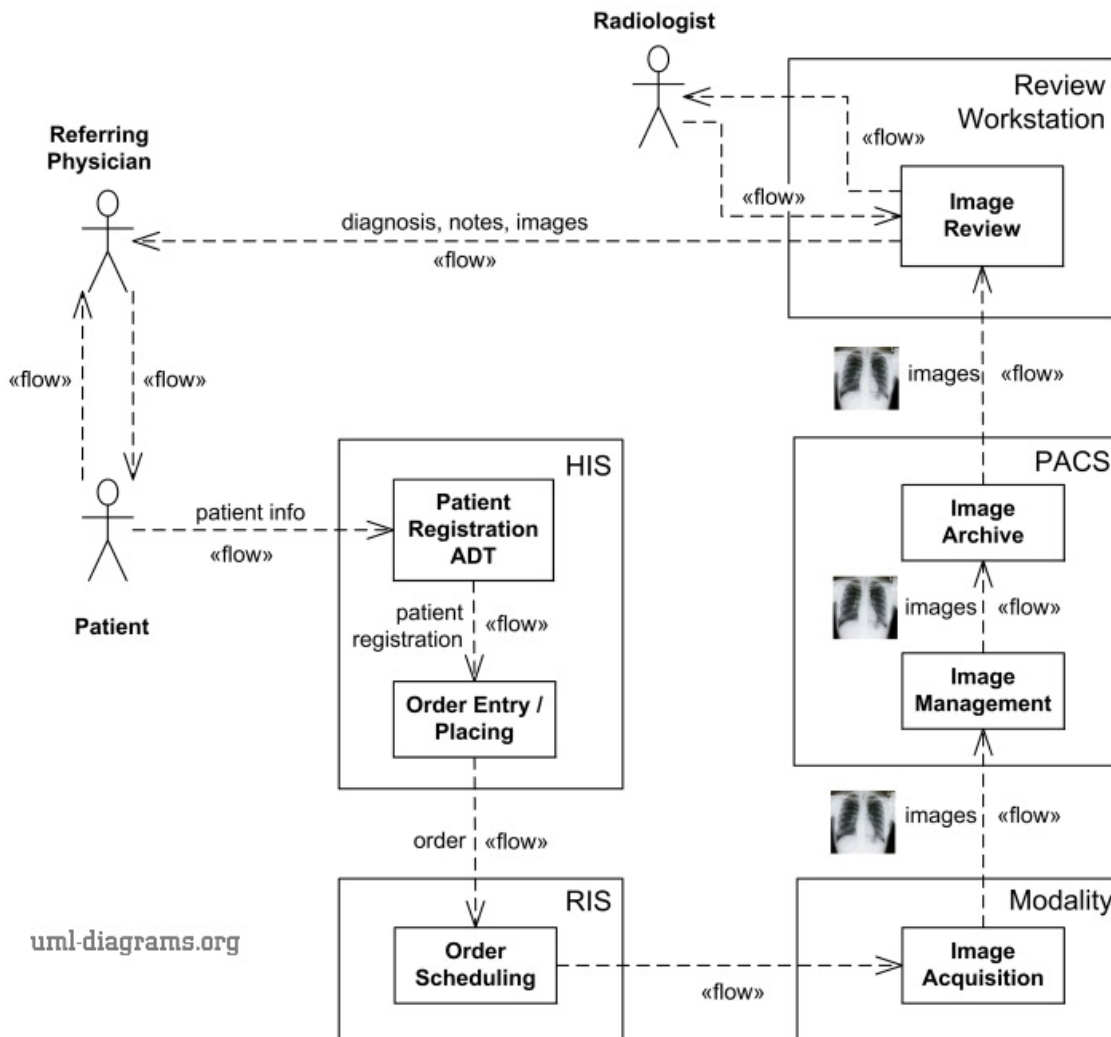 Radiologist
Review
Workstation
«flow»
Referring
Physician
«flow»
Image
Review
diagnosis, notes, images
«flow»
«flow»
«flow»
images
«flow»
HIS
PACS
Patient
Registration
ADT
Image
Archive
patient info
«flow»
Patient
patient
registration
«flow»
images
«flow»
Order Entry /
Placing
Image
Management
order
«flow»
images
«flow»
RIS
Modality
uml-diagrams.org
Order
Scheduling
Image
Acquisition
«flow»